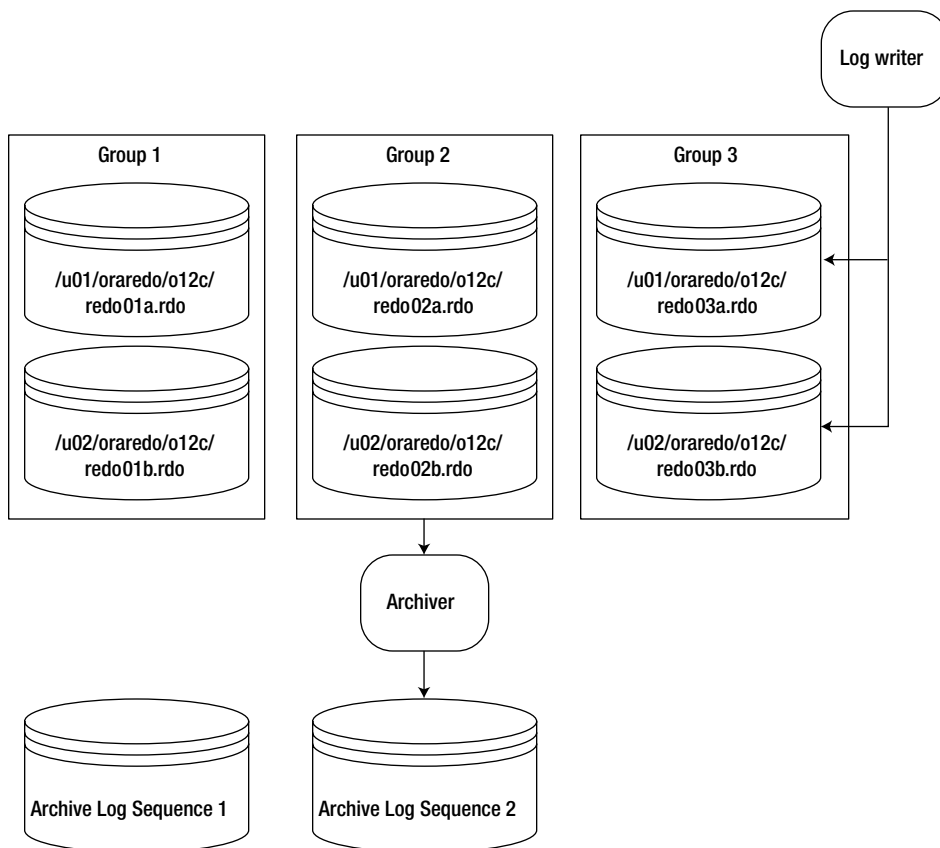 Log writer
Group 1
Group 2
Group 3
/u01/oraredo/o12c/
redo01a.rdo
/u01/oraredo/o12c/
redo02a.rdo
/u01/oraredo/o12c/
redo03a.rdo
/u02/oraredo/o12c/
redo01b.rdo
/u02/oraredo/o12c/
redo02b.rdo
/u02/oraredo/o12c/
redo03b.rdo
Archiver
Archive Log Sequence 1
Archive Log Sequence 2